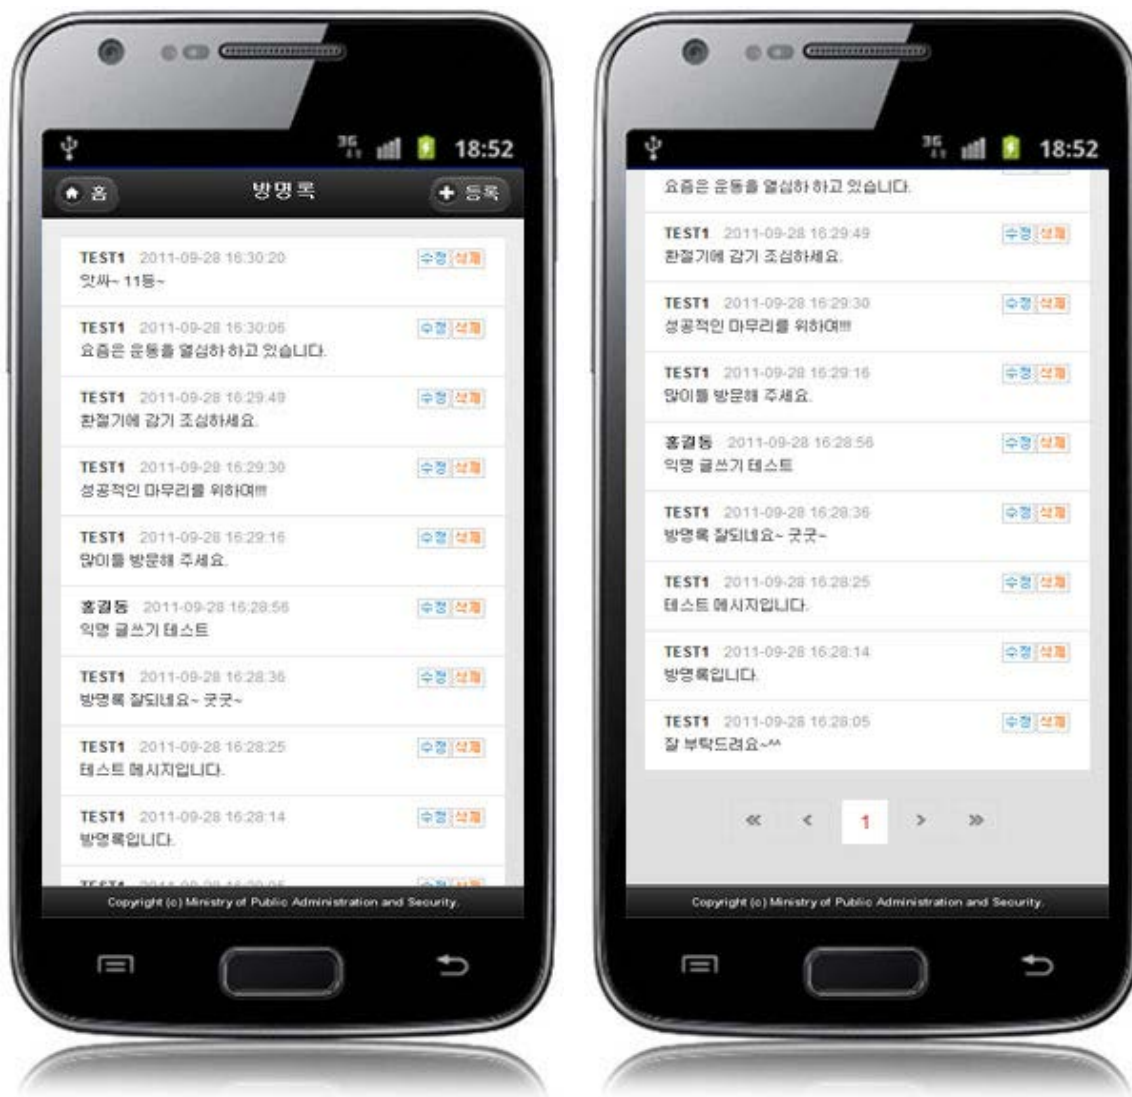 3G
18:52
홈
방명록
등록
TEST1 2011-09-28 16:30:20 수정 삭제
앗싸~ 11등~
TEST1 2011-09-28 16:30:06 수정 삭제
요즘은 운동을 열심하 하고 있습니다.
TEST1 2011-09-28 16:29:49 수정 삭제
환절기에 감기 조심하세요.
TEST1 2011-09-28 16:29:30 수정 삭제
성공적인 마무리를 위하여!!!
TEST1 2011-09-28 16:29:16 수정 삭제
많이들 방문해 주세요.
홍길동 2011-09-28 16:28:56 수정 삭제
익명 글쓰기 테스트
TEST1 2011-09-28 16:28:36 수정 삭제
방명록 잘되네요~ 굿굿~
TEST1 2011-09-28 16:28:25 수정 삭제
테스트 메시지입니다.
TEST1 2011-09-28 16:28:14 수정 삭제
방명록입니다.
TEST1 2011-09-28 16:28:05 수정 삭제
Copyright (c) Ministry of Public Administration and Security.
3G
18:52
요즘은 운동을 열심하 하고 있습니다.
TEST1 2011-09-28 16:29:49 수정 삭제
환절기에 감기 조심하세요.
TEST1 2011-09-28 16:29:30 수정 삭제
성공적인 마무리를 위하여!!!
TEST1 2011-09-28 16:29:16 수정 삭제
많이들 방문해 주세요.
홍길동 2011-09-28 16:28:56 수정 삭제
익명 글쓰기 테스트
TEST1 2011-09-28 16:28:36 수정 삭제
방명록 잘되네요~ 굿굿~
TEST1 2011-09-28 16:28:25 수정 삭제
테스트 메시지입니다.
TEST1 2011-09-28 16:28:14 수정 삭제
방명록입니다.
TEST1 2011-09-28 16:28:05 수정 삭제
잘 부탁드려요~^^
« < 1 > »
Copyright (c) Ministry of Public Administration and Security.